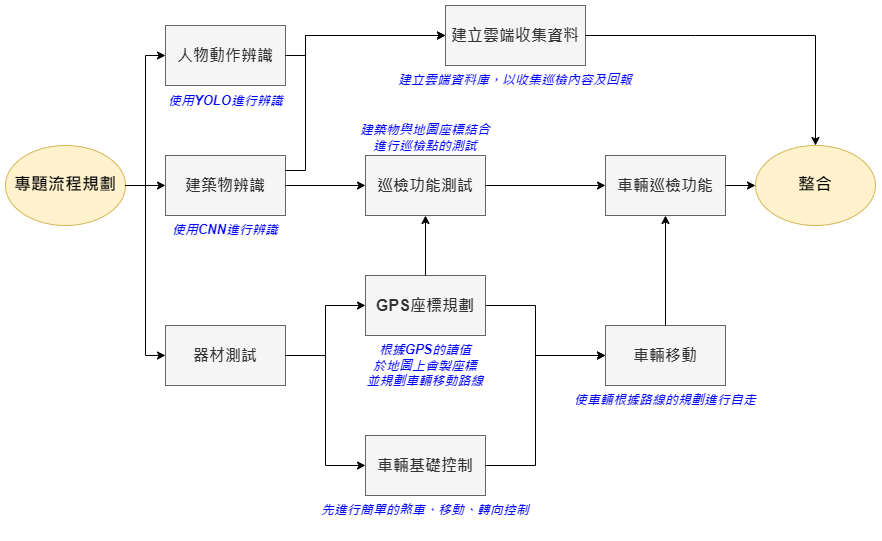 建立雲端收集資料
人物動作辨識
建立雲端資料庫，以收集巡檢內容及回報
使用YOLO進行辨識
建築物與地圖座標結合
進行巡檢點的測試
專題流程規劃
建築物辨識
巡檢功能測試
車輛巡檢功能
整合
使用CNN進行辨識
GPS座標規劃
器材測試
車輛移動
根據GPS的讀值
於地圖上會製座標
並規劃車輛移動路線
使車輛根據路線的規劃進行自走
車輛基礎控制
先進行簡單的煞車、移動、轉向控制